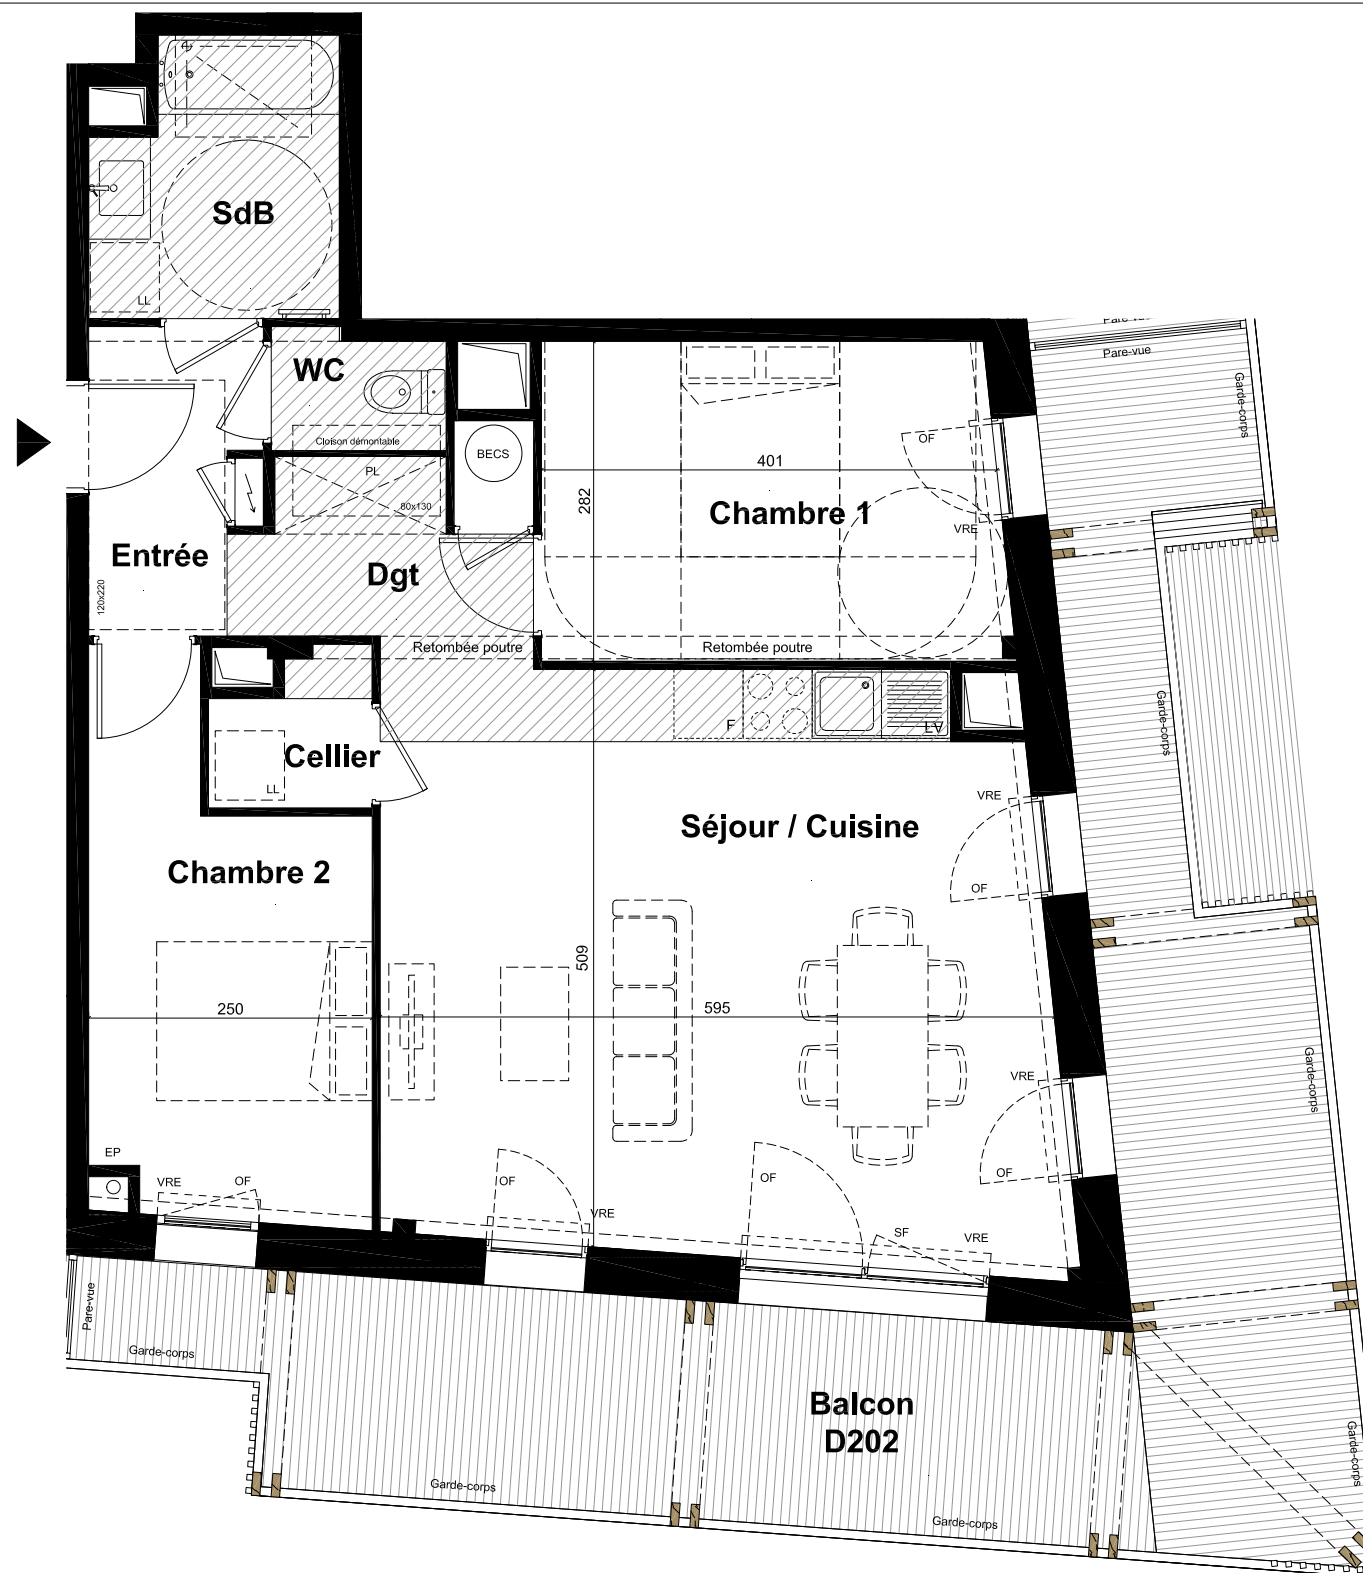 SdB
LL
Pare-vue
Garde-corps
WC
Cloison démontable
PL
80x130
BECS
OF
401
282
Chambre 1
VRE
Entrée
120x220
Dgt
Retombée poutre
Retombée poutre
F
LV
Garde-corps
Cellier
LL
VRE
OF
Séjour / Cuisine
Chambre 2
509
250
595
Garde-corps
VRE
OF
EP
VRE
OF
OF
VRE
OF
SF
VRE
Pare-vue
Garde-corps
Balcon
D202
Garde-corps
Garde-corps
Garde-corps